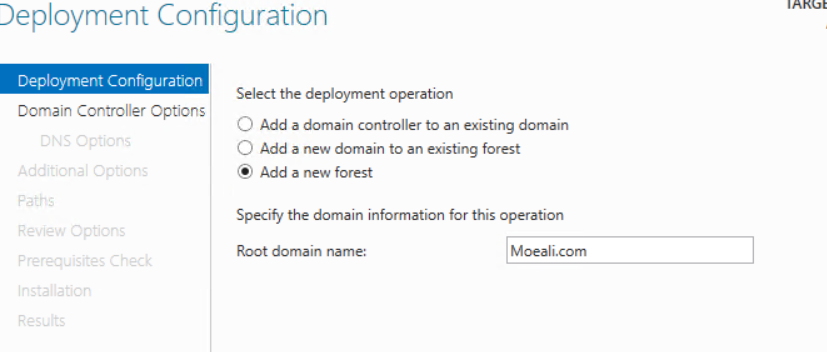 Deployment Configuration
TARGE
Deployment Configuration
Domain Controller Options
DNS Options
Additional Options
Paths
Review Options
Prerequisites Check
Installation
Results
Select the deployment operation
Add a domain controller to an existing domain
Add a new domain to an existing forest
Add a new forest
Specify the domain information for this operation
Root domain name: Moeali.com